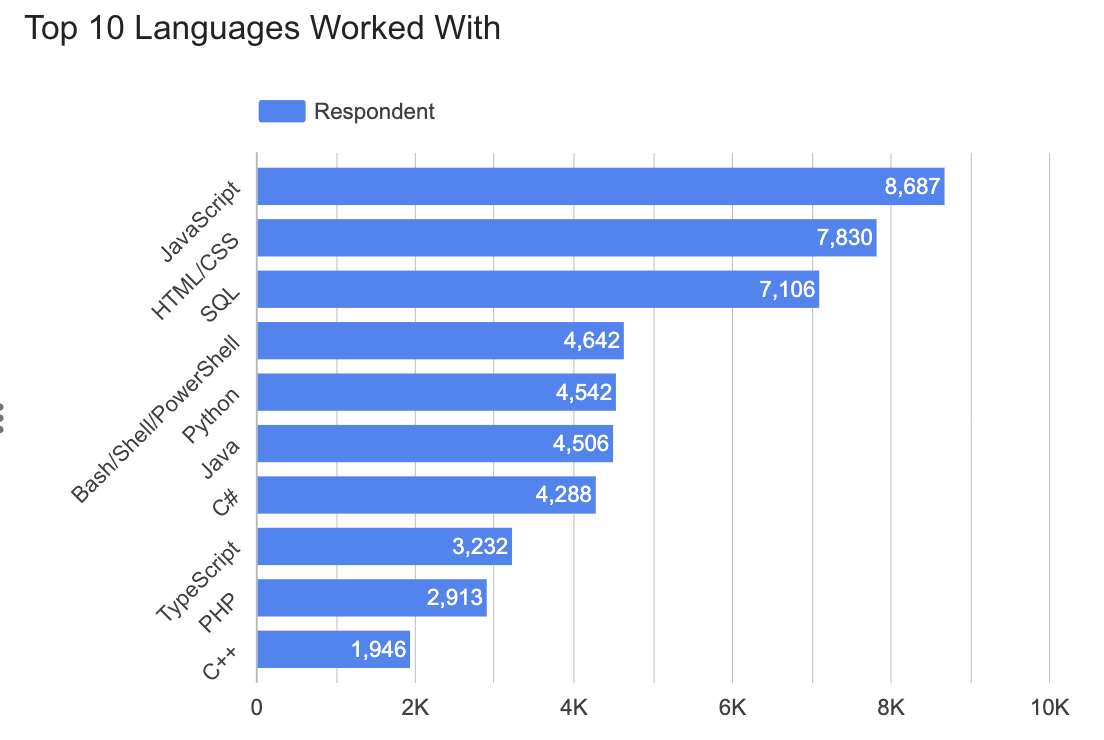 Top 10 Languages Worked With
Respondent
JavaScript 8,687
HTML/CSS 7,830
SQL 7,106
Bash/Shell/PowerShell 4,642
Python 4,542
Java 4,506
C# 4,288
TypeScript 3,232
PHP 2,913
C++ 1,946
0 2K 4K 6K 8K 10K